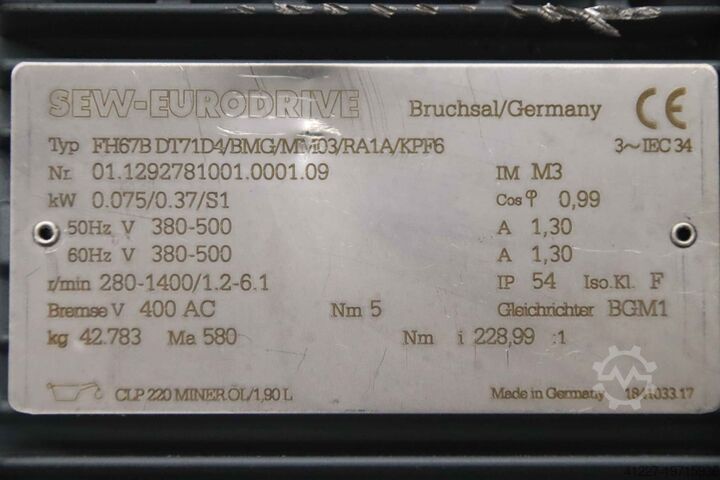 SEW-EURODRIVE Bruchsal/Germany CE
Typ FH67B DT71D4/BMG/MM03/RA1A/KPF6 3~IEC 34
Nr. 01.1292781001.0001.09 IM M3
kW 0.075/0.37/S1 Cos φ 0,99
50Hz V 380-500 A 1,30
60Hz V 380-500 A 1,30
r/min 280-1400/1.2-6.1 IP 54 Iso.Kl. F
Bremse V 400 AC Nm 5 Gleichrichter BGM1
kg 42.783 Ma 580 Nm i 228,99 :1
CLP 220 MINER.ÖL/1,90 L Made in Germany 184 033.17